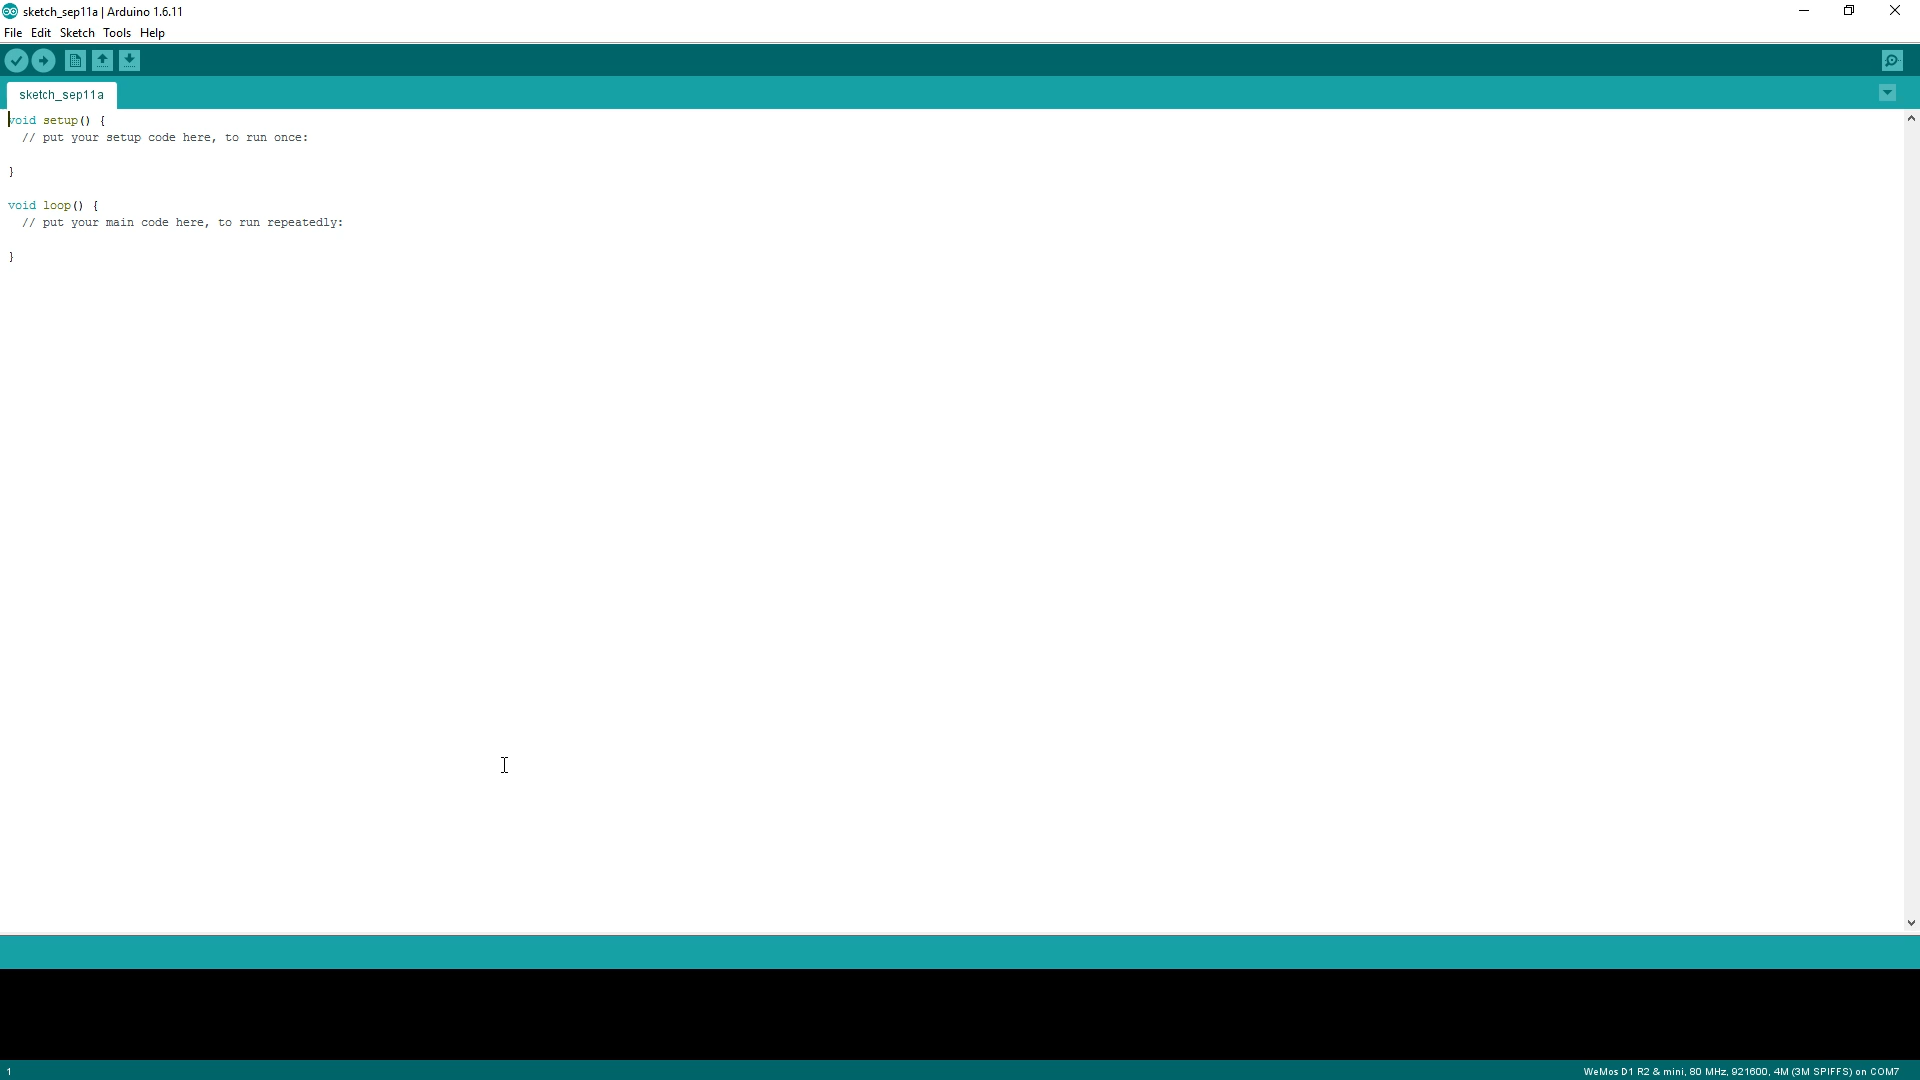 sketch_sep11a | Arduino 1.6.11
File Edit Sketch Tools Help
sketch_sep11a
void setup() {
  // put your setup code here, to run once:
}
void loop() {
  // put your main code here, to run repeatedly:
}
1
WeMos D1 R2 & mini, 80 MHz, 921600, 4M (3M SPIFFS) on COM7